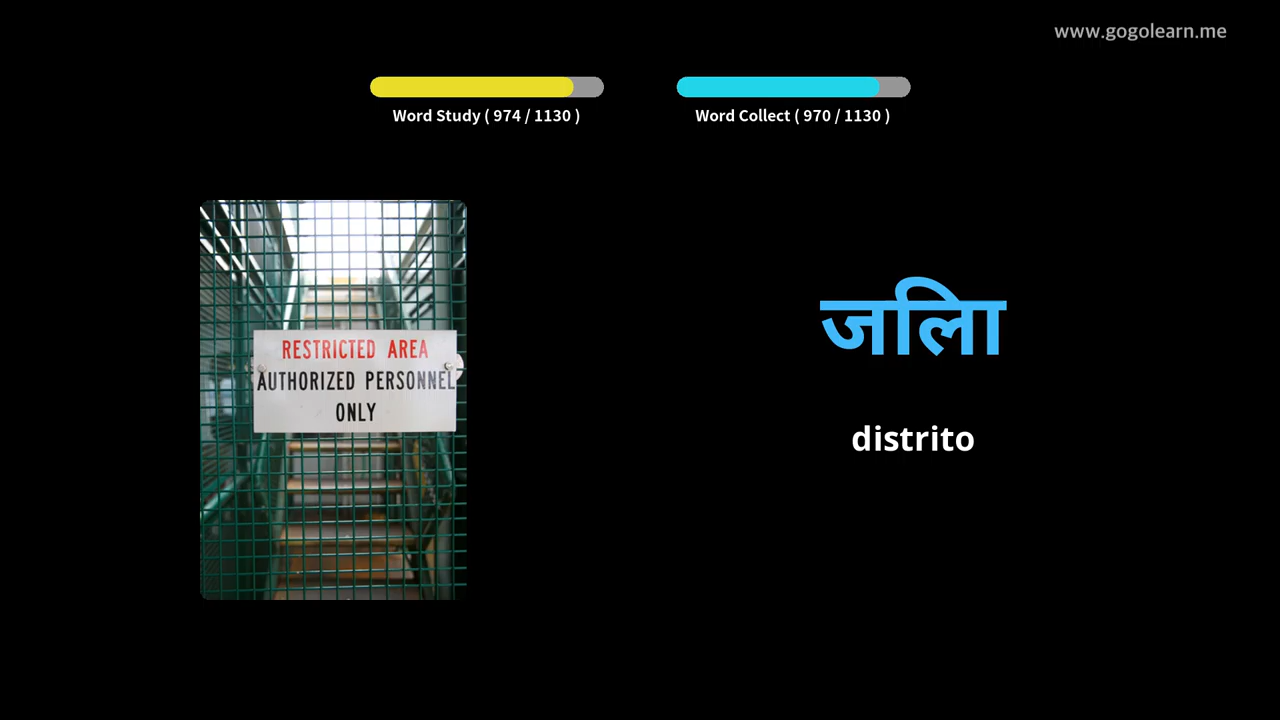 www.gogolearn.me
Word Study ( 974 / 1130 )
Word Collect ( 970 / 1130 )
RESTRICTED AREA
AUTHORIZED PERSONNEL
ONLY
जलिा
distrito